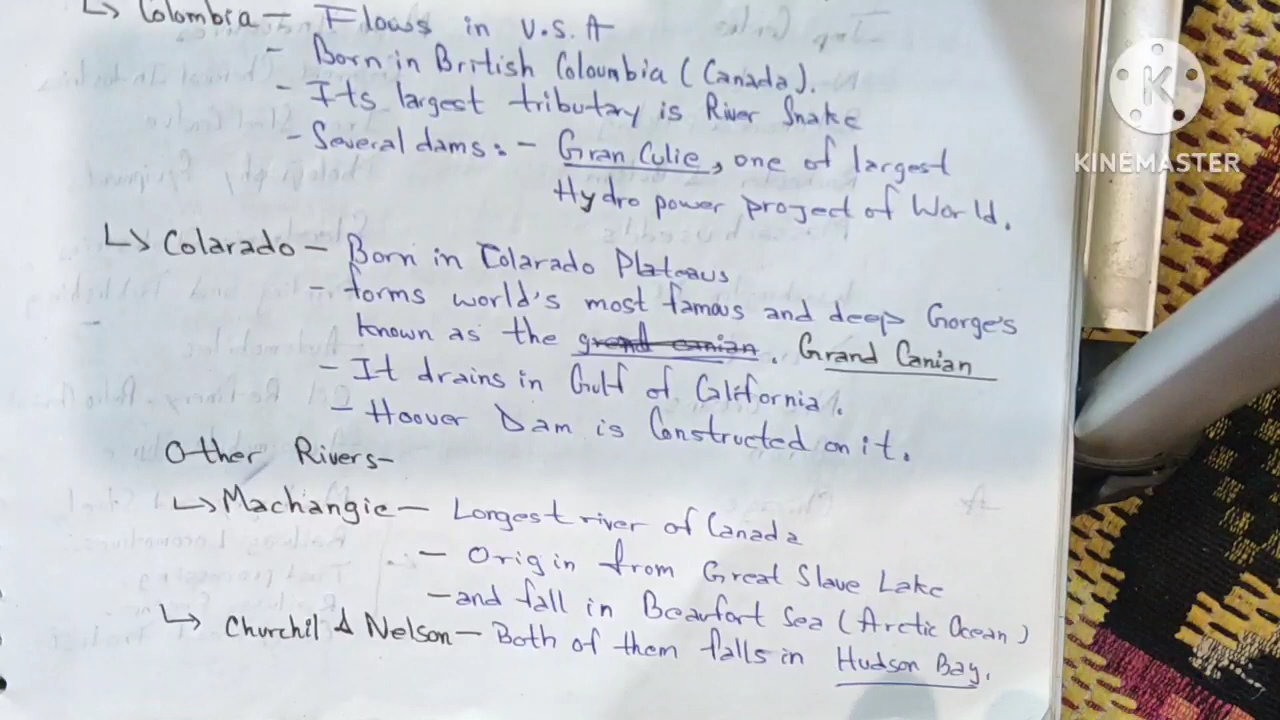 ↳ Colombia - Flows in U.S.A
- Born in British Coloumbia (Canada).
- Its largest tributary is River Snake
- Several dams :- Gran Culie, one of largest
Hydro power project of World.
↳ Colarado - Born in Colarado Plateaus
- forms world's most famous and deep Gorge's
known as the grand canian. Grand Canian
- It drains in Gulf of California.
- Hoover Dam is Constructed on it.
Other Rivers-
↳ Machangie - Longest river of Canada
- Origin from Great Slave Lake
- and fall in Beaufort Sea (Arctic Ocean)
↳ Churchil & Nelson - Both of them falls in Hudson Bay.
K
KINEMASTER